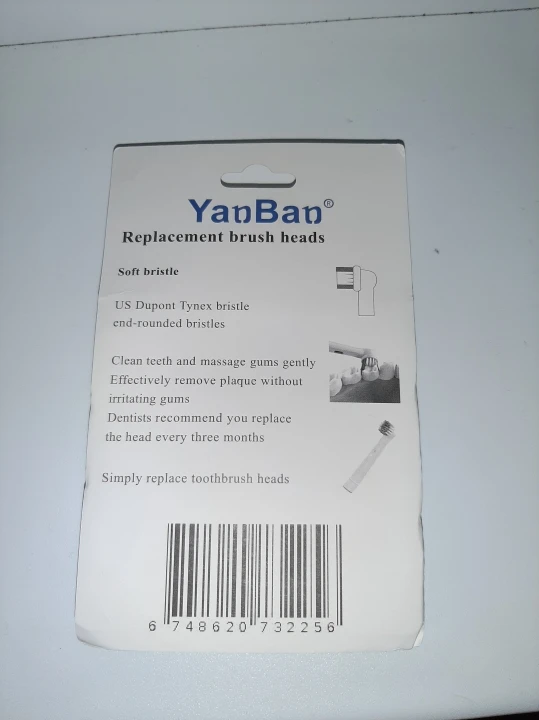 YanBan®
Replacement brush heads
Soft bristle
US Dupont Tynex bristle
end-rounded bristles
Clean teeth and massage gums gently
Effectively remove plaque without
irritating gums
Dentists recommend you replace
the head every three months
Simply replace toothbrush heads
6 748620 732256